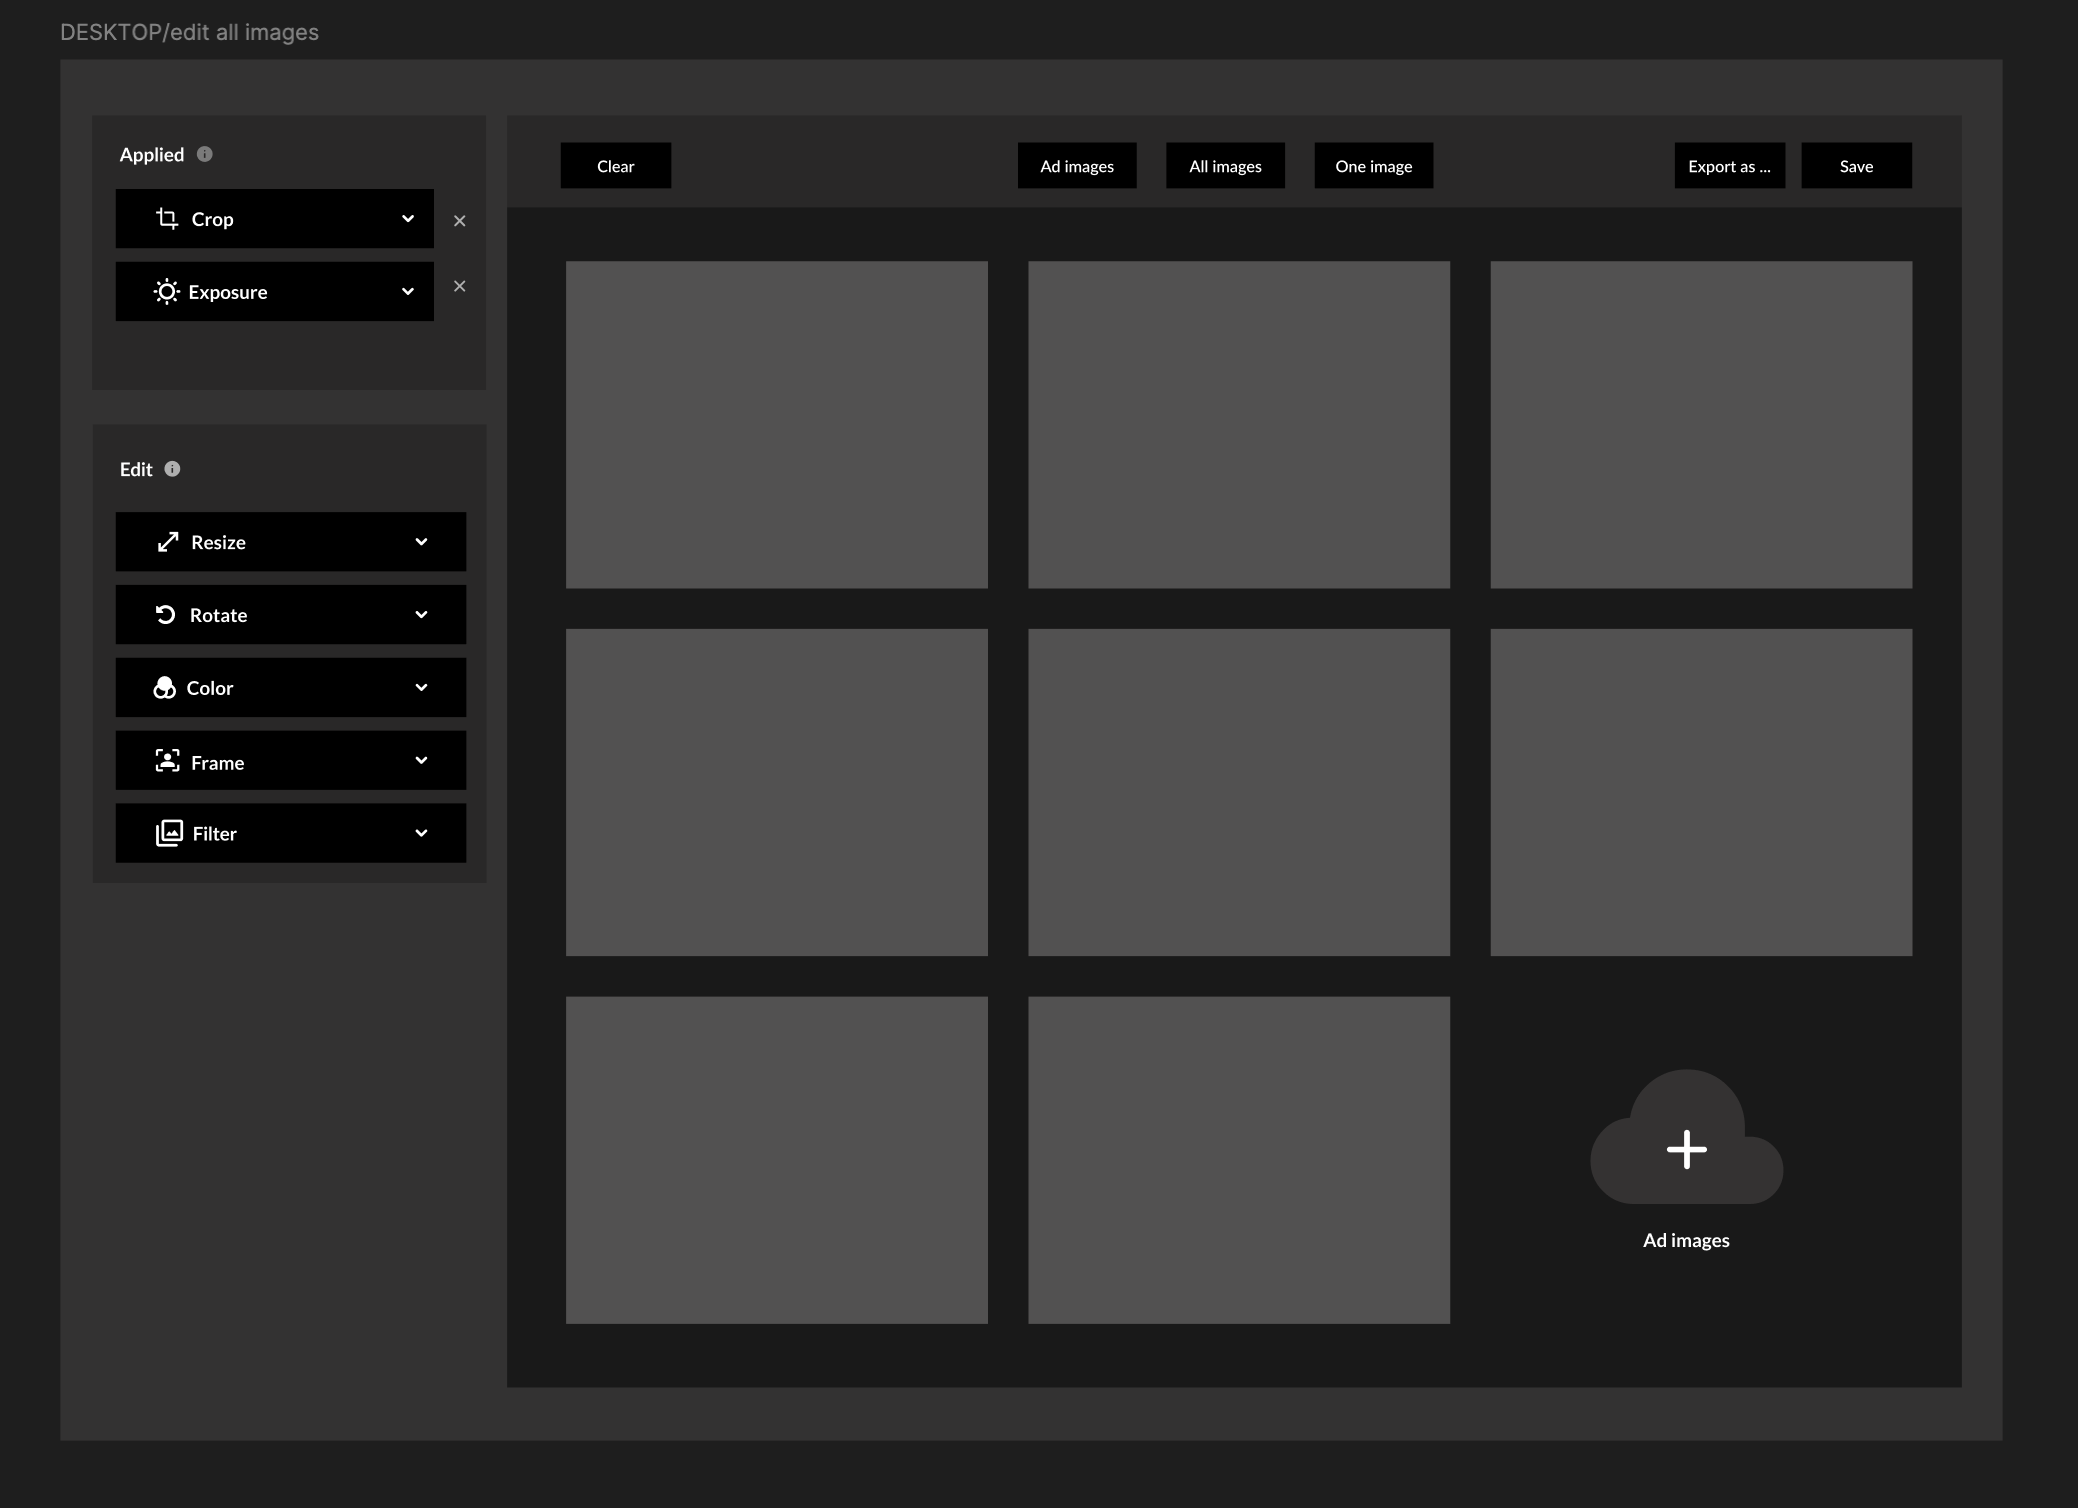 DESKTOP/edit all images
Applied
Crop
Exposure
Edit
Resize
Rotate
Color
Frame
Filter
Clear
Ad images
All images
One image
Export as ...
Save
Ad images